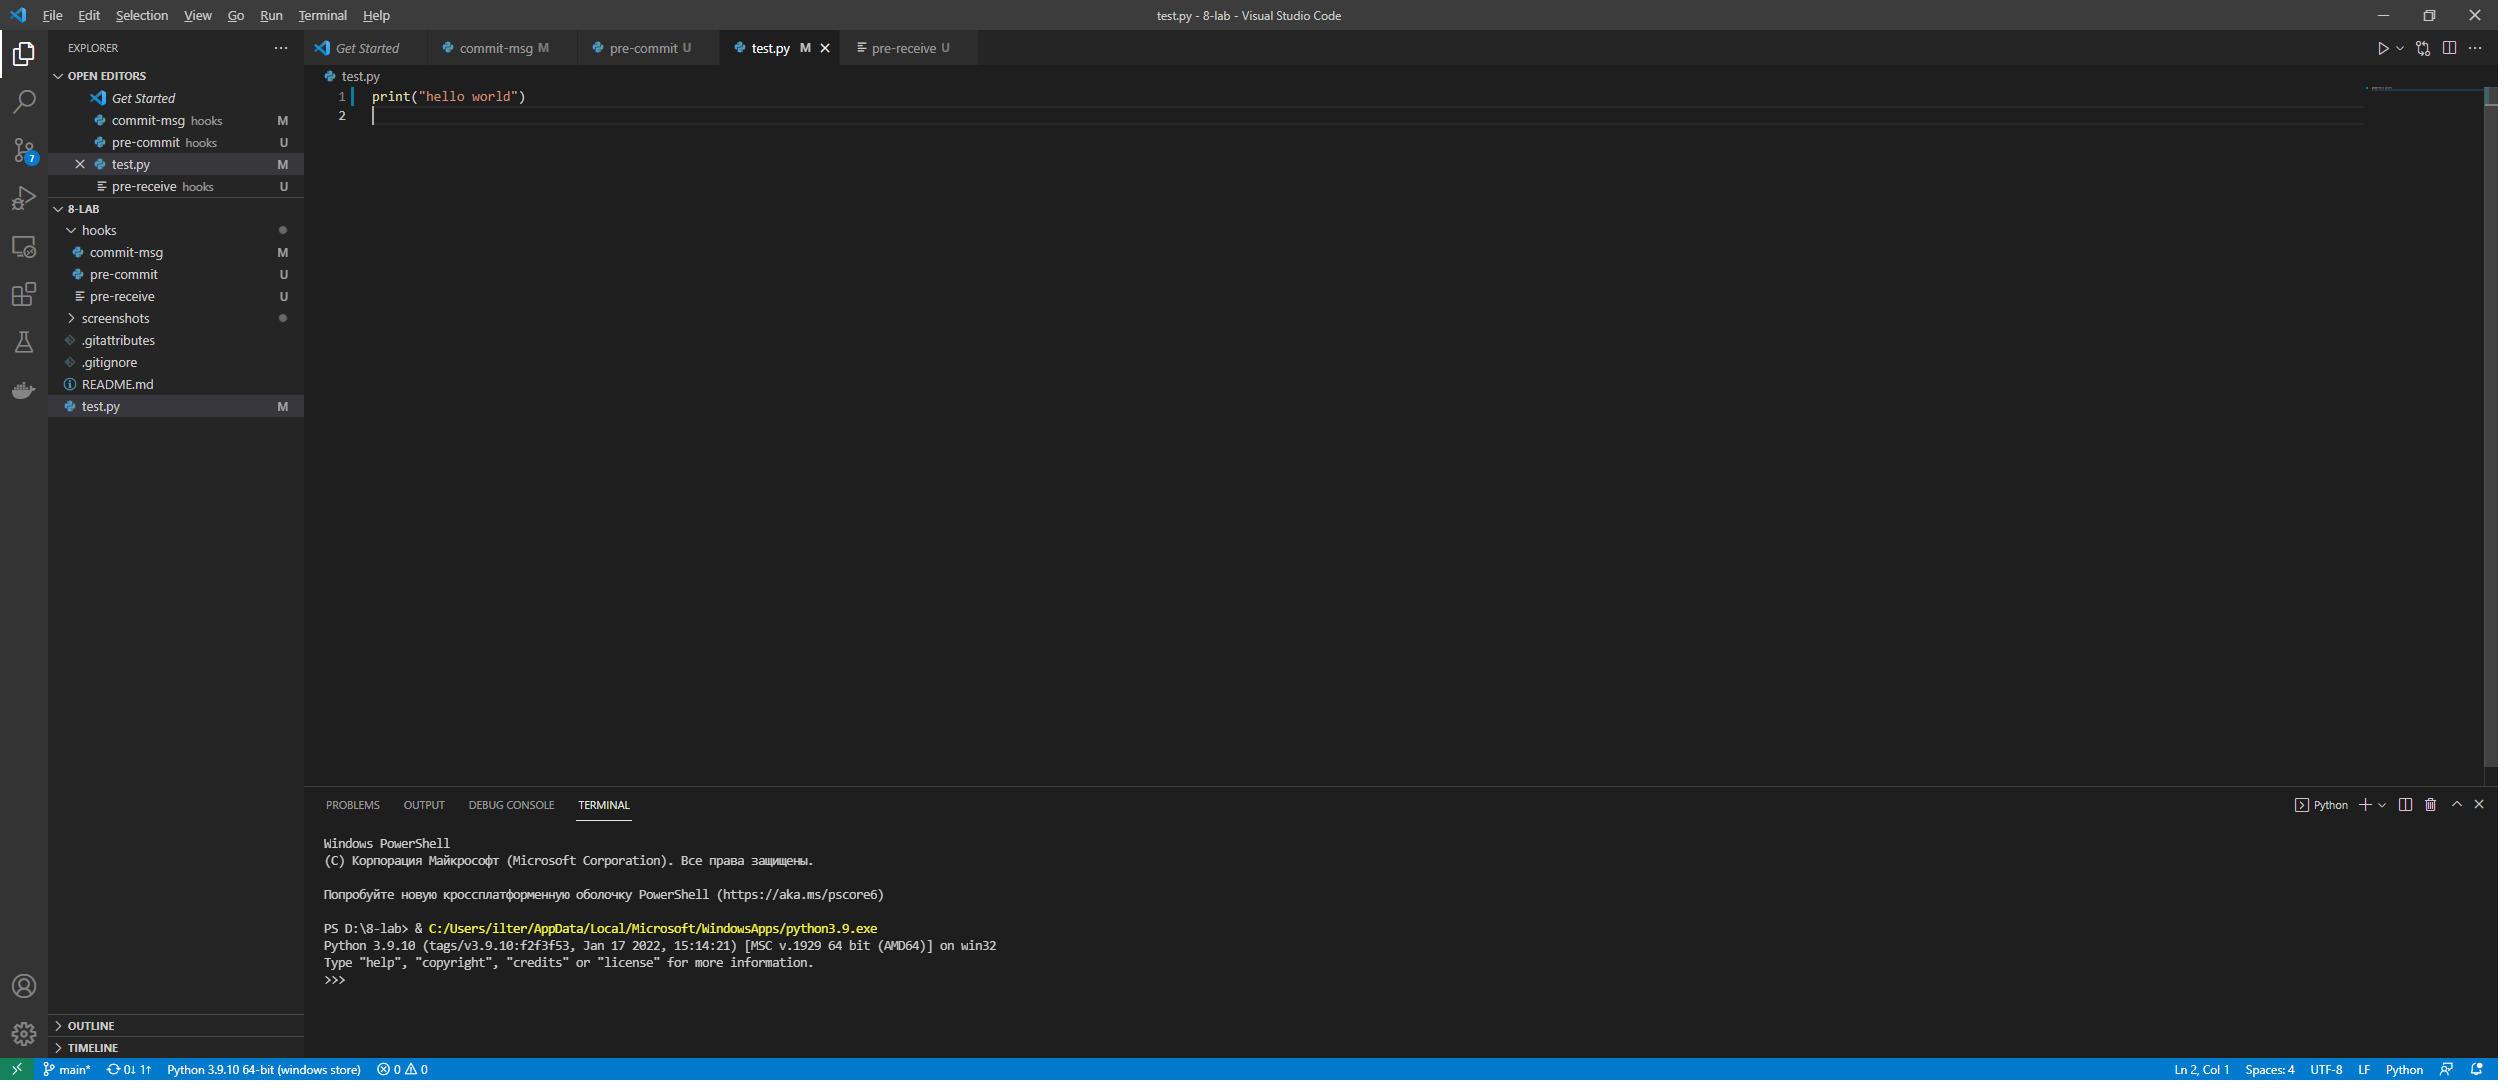 File Edit Selection View Go Run Terminal Help
test.py - 8-lab - Visual Studio Code
EXPLORER
OPEN EDITORS
Get Started
commit-msg hooks M
pre-commit hooks U
test.py M
pre-receive hooks U
8-LAB
hooks
commit-msg M
pre-commit U
pre-receive U
screenshots
.gitattributes
.gitignore
README.md
test.py M
OUTLINE
TIMELINE
7
Get Started commit-msg M pre-commit U test.py M pre-receive U
test.py
1 print("hello world")
2
PROBLEMS OUTPUT DEBUG CONSOLE TERMINAL
Python
Windows PowerShell
(C) Корпорация Майкрософт (Microsoft Corporation). Все права защищены.
Попробуйте новую кроссплатформенную оболочку PowerShell (https://aka.ms/pscore6)
PS D:\8-lab> & C:/Users/ilter/AppData/Local/Microsoft/WindowsApps/python3.9.exe
Python 3.9.10 (tags/v3.9.10:f2f3f53, Jan 17 2022, 15:14:21) [MSC v.1929 64 bit (AMD64)] on win32
Type "help", "copyright", "credits" or "license" for more information.
>>>
main* 0↓ 1↑ Python 3.9.10 64-bit (windows store) 0 0
Ln 2, Col 1 Spaces: 4 UTF-8 LF Python